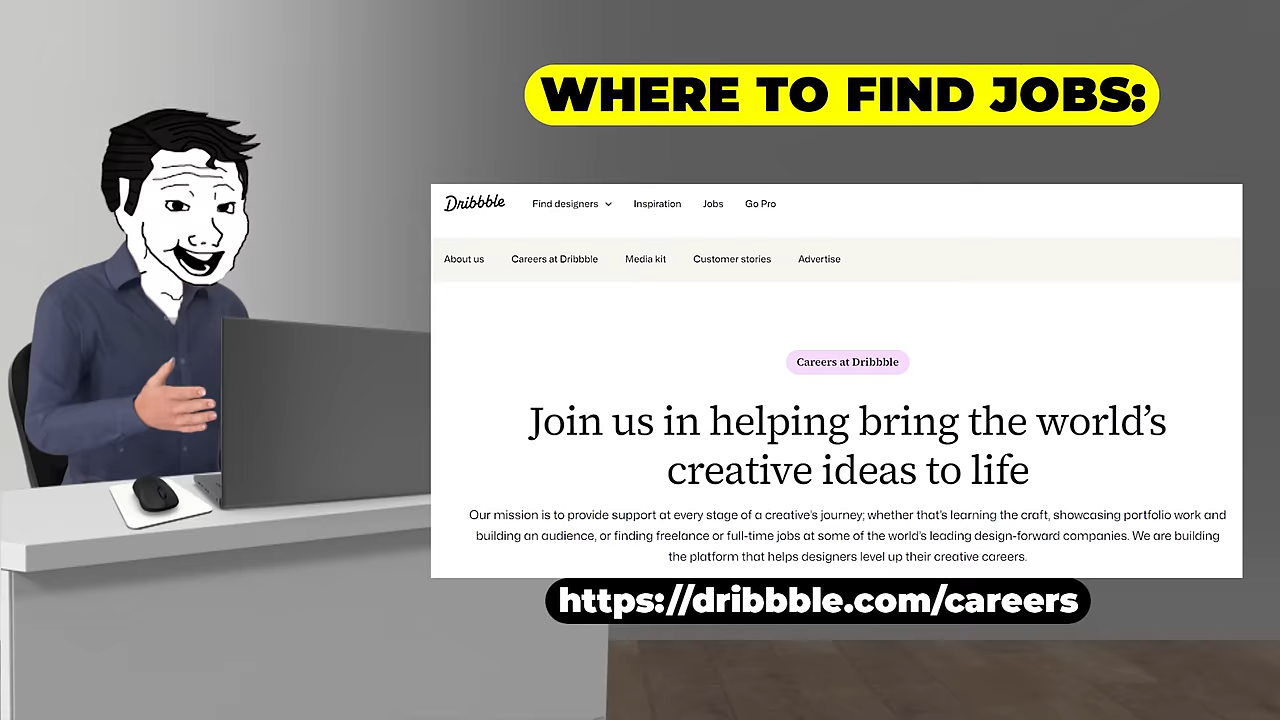 WHERE TO FIND JOBS:
Dribbble
Find designers
Inspiration
Jobs
Go Pro
About us
Careers at Dribbble
Media kit
Customer stories
Advertise
Careers at Dribbble
Join us in helping bring the world’s
creative ideas to life
Our mission is to provide support at every stage of a creative's journey; whether that's learning the craft, showcasing portfolio work and
building an audience, or finding freelance or full-time jobs at some of the world's leading design-forward companies. We are building
the platform that helps designers level up their creative careers.
https://dribbble.com/careers